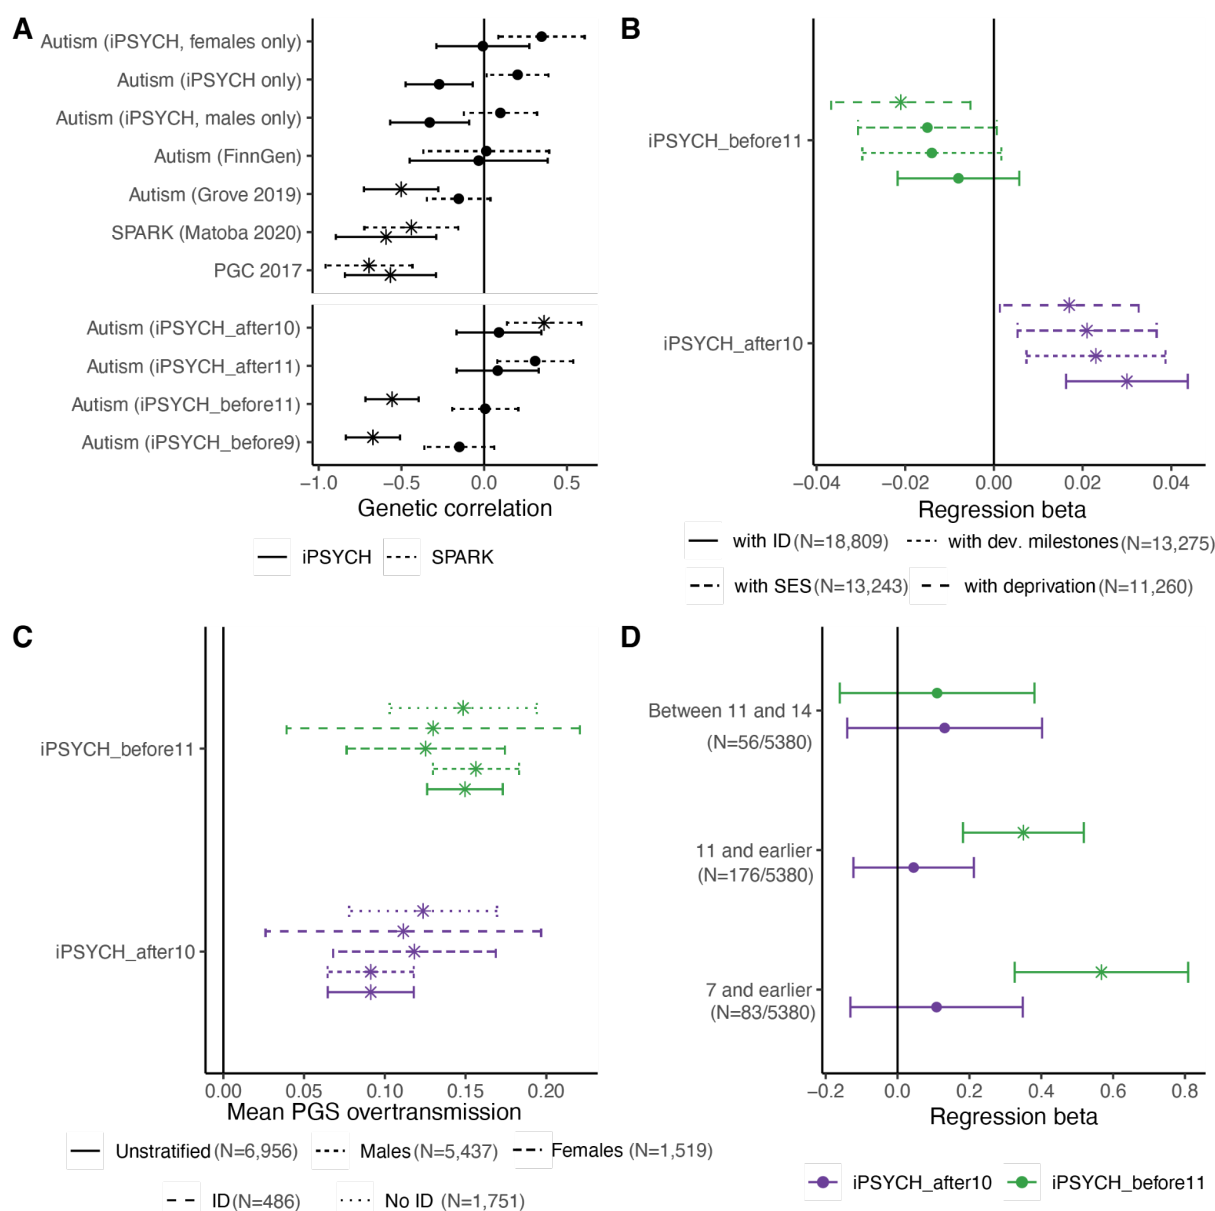 A
Autism (iPSYCH, females only)
Autism (iPSYCH only)
Autism (iPSYCH, males only)
Autism (FinnGen)
Autism (Grove 2019)
SPARK (Matoba 2020)
PGC 2017
Autism (iPSYCH_after10)
Autism (iPSYCH_after11)
Autism (iPSYCH_before11)
Autism (iPSYCH_before9)
−1.0 −0.5 0.0 0.5
Genetic correlation
iPSYCH SPARK
B
iPSYCH_before11
iPSYCH_after10
−0.04 −0.02 0.00 0.02 0.04
Regression beta
with ID (N=18,809) with dev. milestones (N=13,275)
with SES (N=13,243) with deprivation (N=11,260)
C
iPSYCH_before11
iPSYCH_after10
0.00 0.05 0.10 0.15 0.20
Mean PGS overtransmission
Unstratified (N=6,956) Males (N=5,437) Females (N=1,519)
ID (N=486) No ID (N=1,751)
D
Between 11 and 14
(N=56/5380)
11 and earlier
(N=176/5380)
7 and earlier
(N=83/5380)
−0.2 0.0 0.2 0.4 0.6 0.8
Regression beta
iPSYCH_after10 iPSYCH_before11